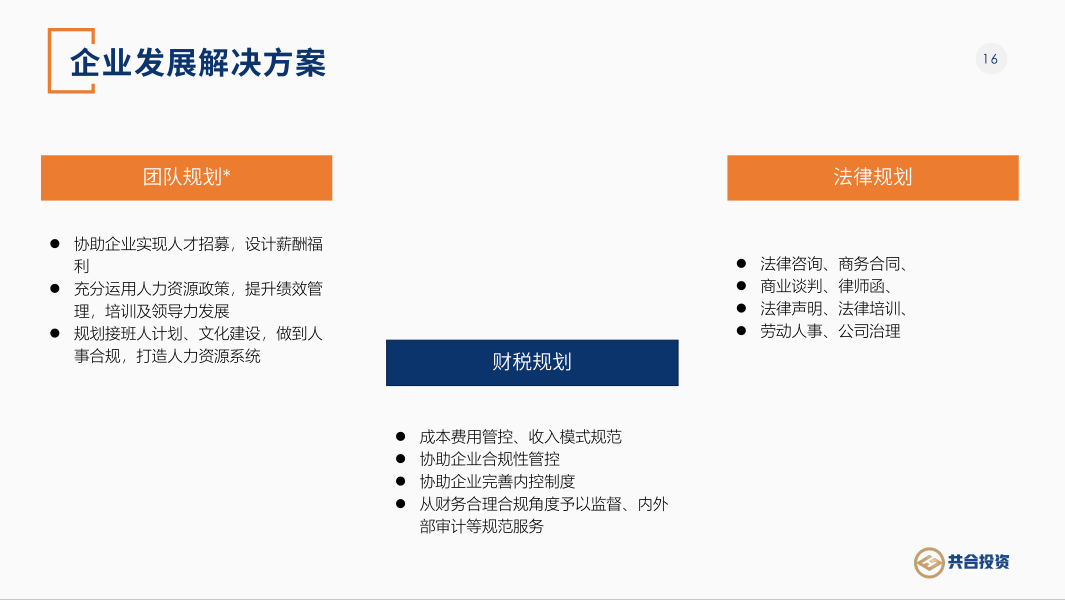 企业发展解决方案
16
团队规划*
协助企业实现人才招募，设计薪酬福
利
充分运用人力资源政策，提升绩效管
理，培训及领导力发展
规划接班人计划、文化建设，做到人
事合规，打造人力资源系统
财税规划
成本费用管控、收入模式规范
协助企业合规性管控
协助企业完善内控制度
从财务合理合规角度予以监督、内外
部审计等规范服务
法律规划
法律咨询、商务合同、
商业谈判、律师函、
法律声明、法律培训、
劳动人事、公司治理
共合投资